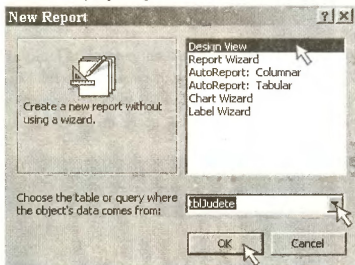 New Report
Design View
Report Wizard
AutoReport: Columnar
AutoReport: Tabular
Chart Wizard
Label Wizard
Create a new report without
using a wizard.
Choose the table or query where
the object's data comes from:
tblJudete
OK
Cancel